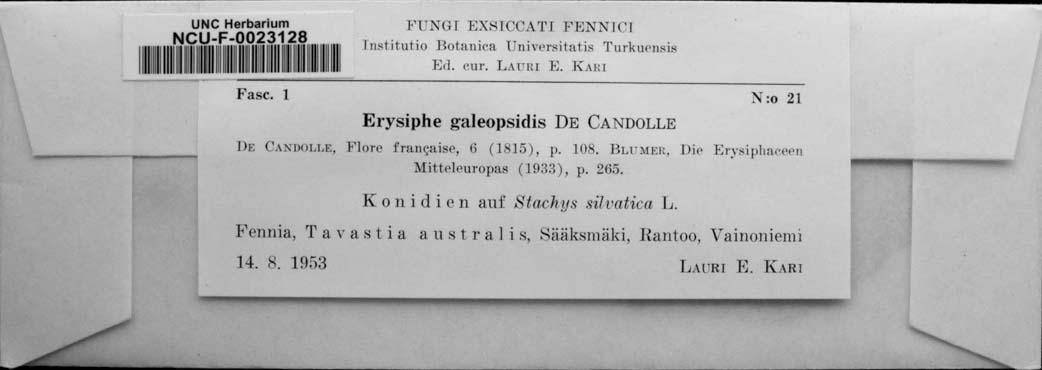 UNC Herbarium
NCU-F-0023128
FUNGI EXSICCATI FENNICI
Institutio Botanica Universitatis Turkuensis
Ed. cur. LAURI E. KARI
Fasc. 1 N:o 21
Erysiphe galeopsidis DE CANDOLLE
DE CANDOLLE, Flore française, 6 (1815), p. 108. BLUMER, Die Erysiphaceen
Mitteleuropas (1933), p. 265.
Konidien auf Stachys silvatica L.
Fennia, Tavastia australis, Sääksmäki, Rantoo, Vainoniemi
14. 8. 1953 LAURI E. KARI